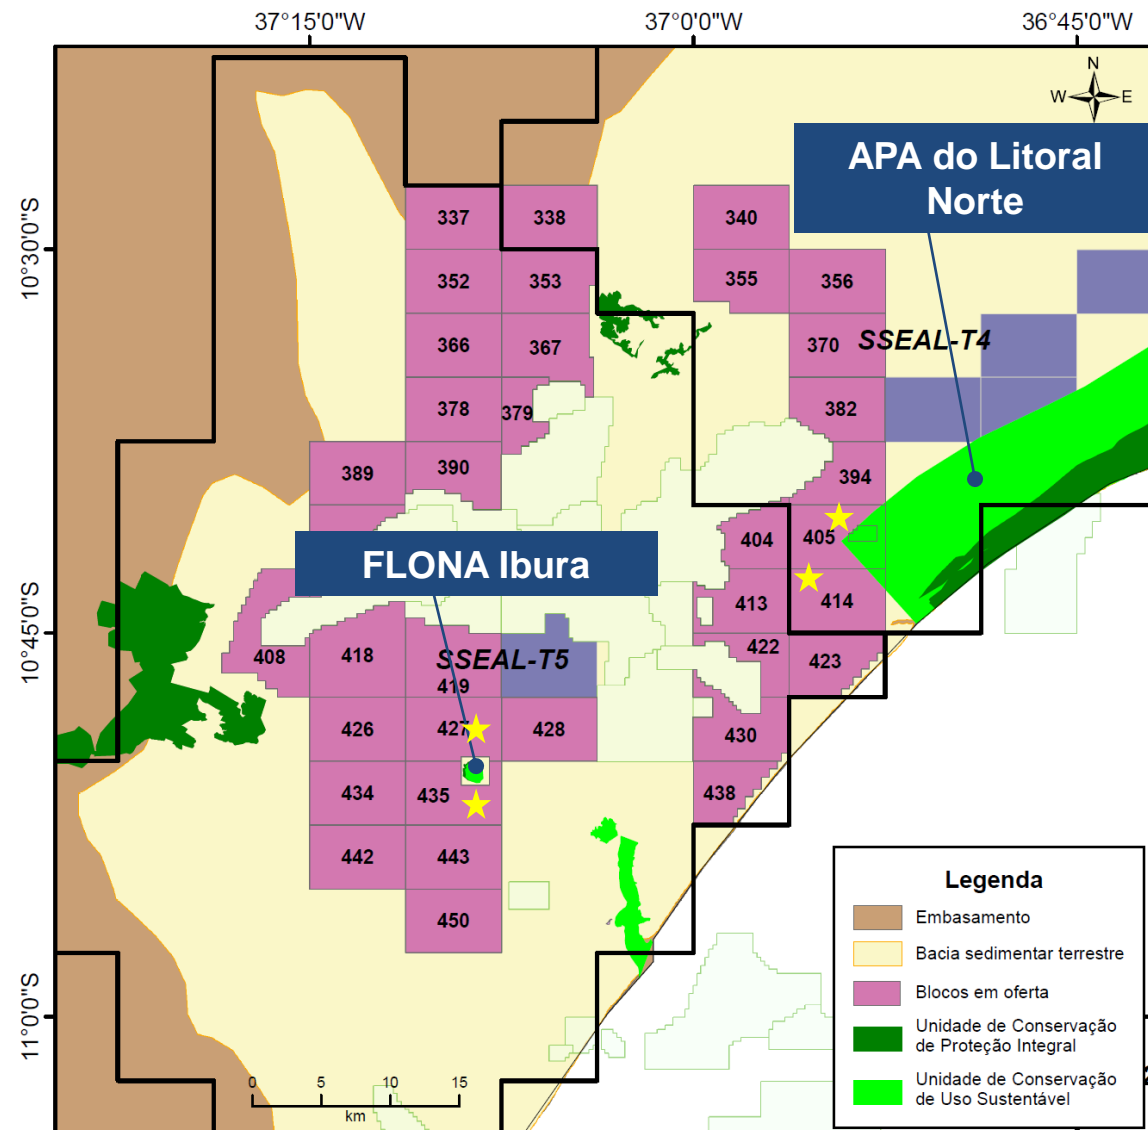 37°15'0"W
37°0'0"W
36°45'0"W
N
W
E
S
APA do Litoral
Norte
10°30'0"S
10°45'0"S
11°0'0"S
337
338
340
352
353
355
356
366
367
370
SSEAL-T4
378
379
382
389
390
394
404
405
FLONA Ibura
413
414
408
418
SSEAL-T5
419
422
423
426
427
428
430
434
435
438
442
443
450
0
5
10
15
km
Legenda
Embasamento
Bacia sedimentar terrestre
Blocos em oferta
Unidade de Conservação
de Proteção Integral
Unidade de Conservação
de Uso Sustentável